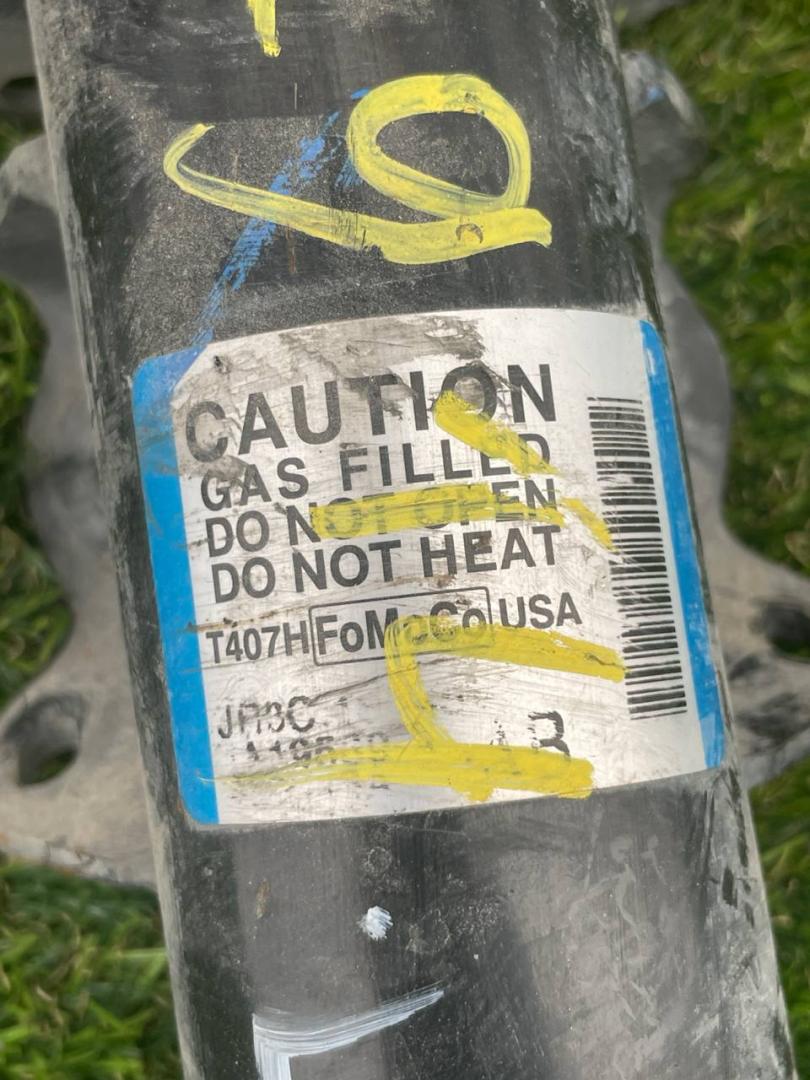 CAUTION
GAS FILLED
DO NOT OPEN
DO NOT HEAT
T407H FoMoCo USA